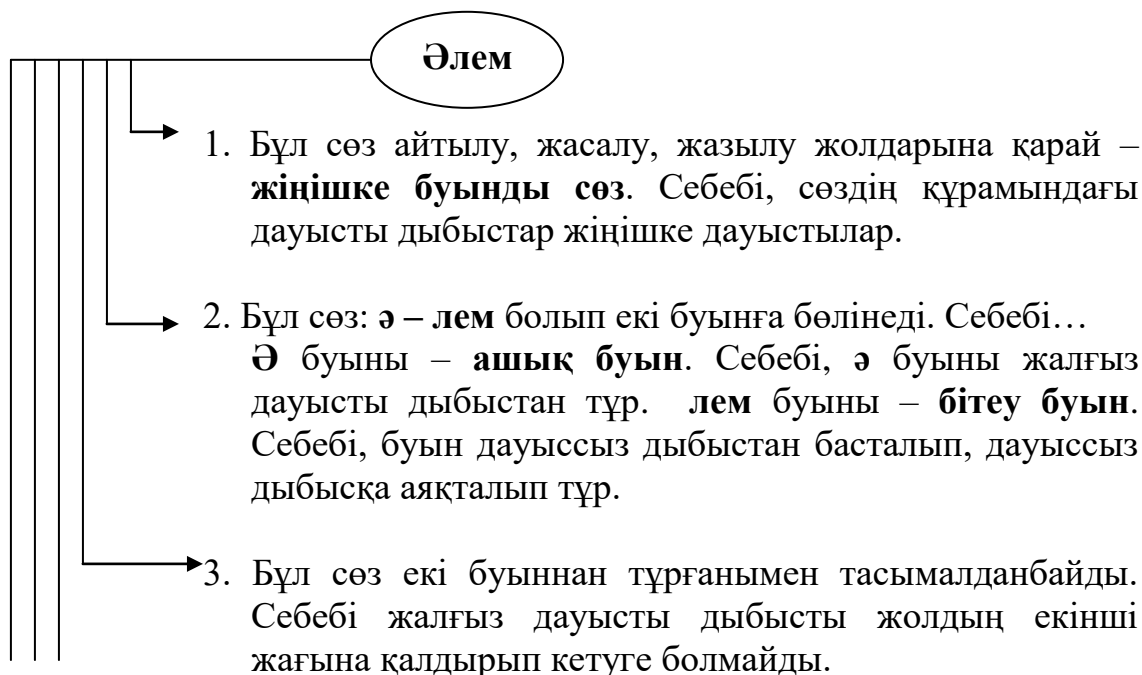 Әлем
1. Бұл сөз айтылу, жасалу, жазылу жолдарына қарай –
жіңішке буынды сөз. Себебі, сөздің құрамындағы
дауысты дыбыстар жіңішке дауыстылар.
2. Бұл сөз: ә – лем болып екі буынға бөлінеді. Себебі…
Ә буыны – ашық буын. Себебі, ә буыны жалғыз
дауысты дыбыстан тұр. лем буыны – бітеу буын.
Себебі, буын дауыссыз дыбыстан басталып, дауыссыз
дыбысқа аяқталып тұр.
3. Бұл сөз екі буыннан тұрғанымен тасымалданбайды.
Себебі жалғыз дауысты дыбысты жолдың екінші
жағына қалдырып кетуге болмайды.